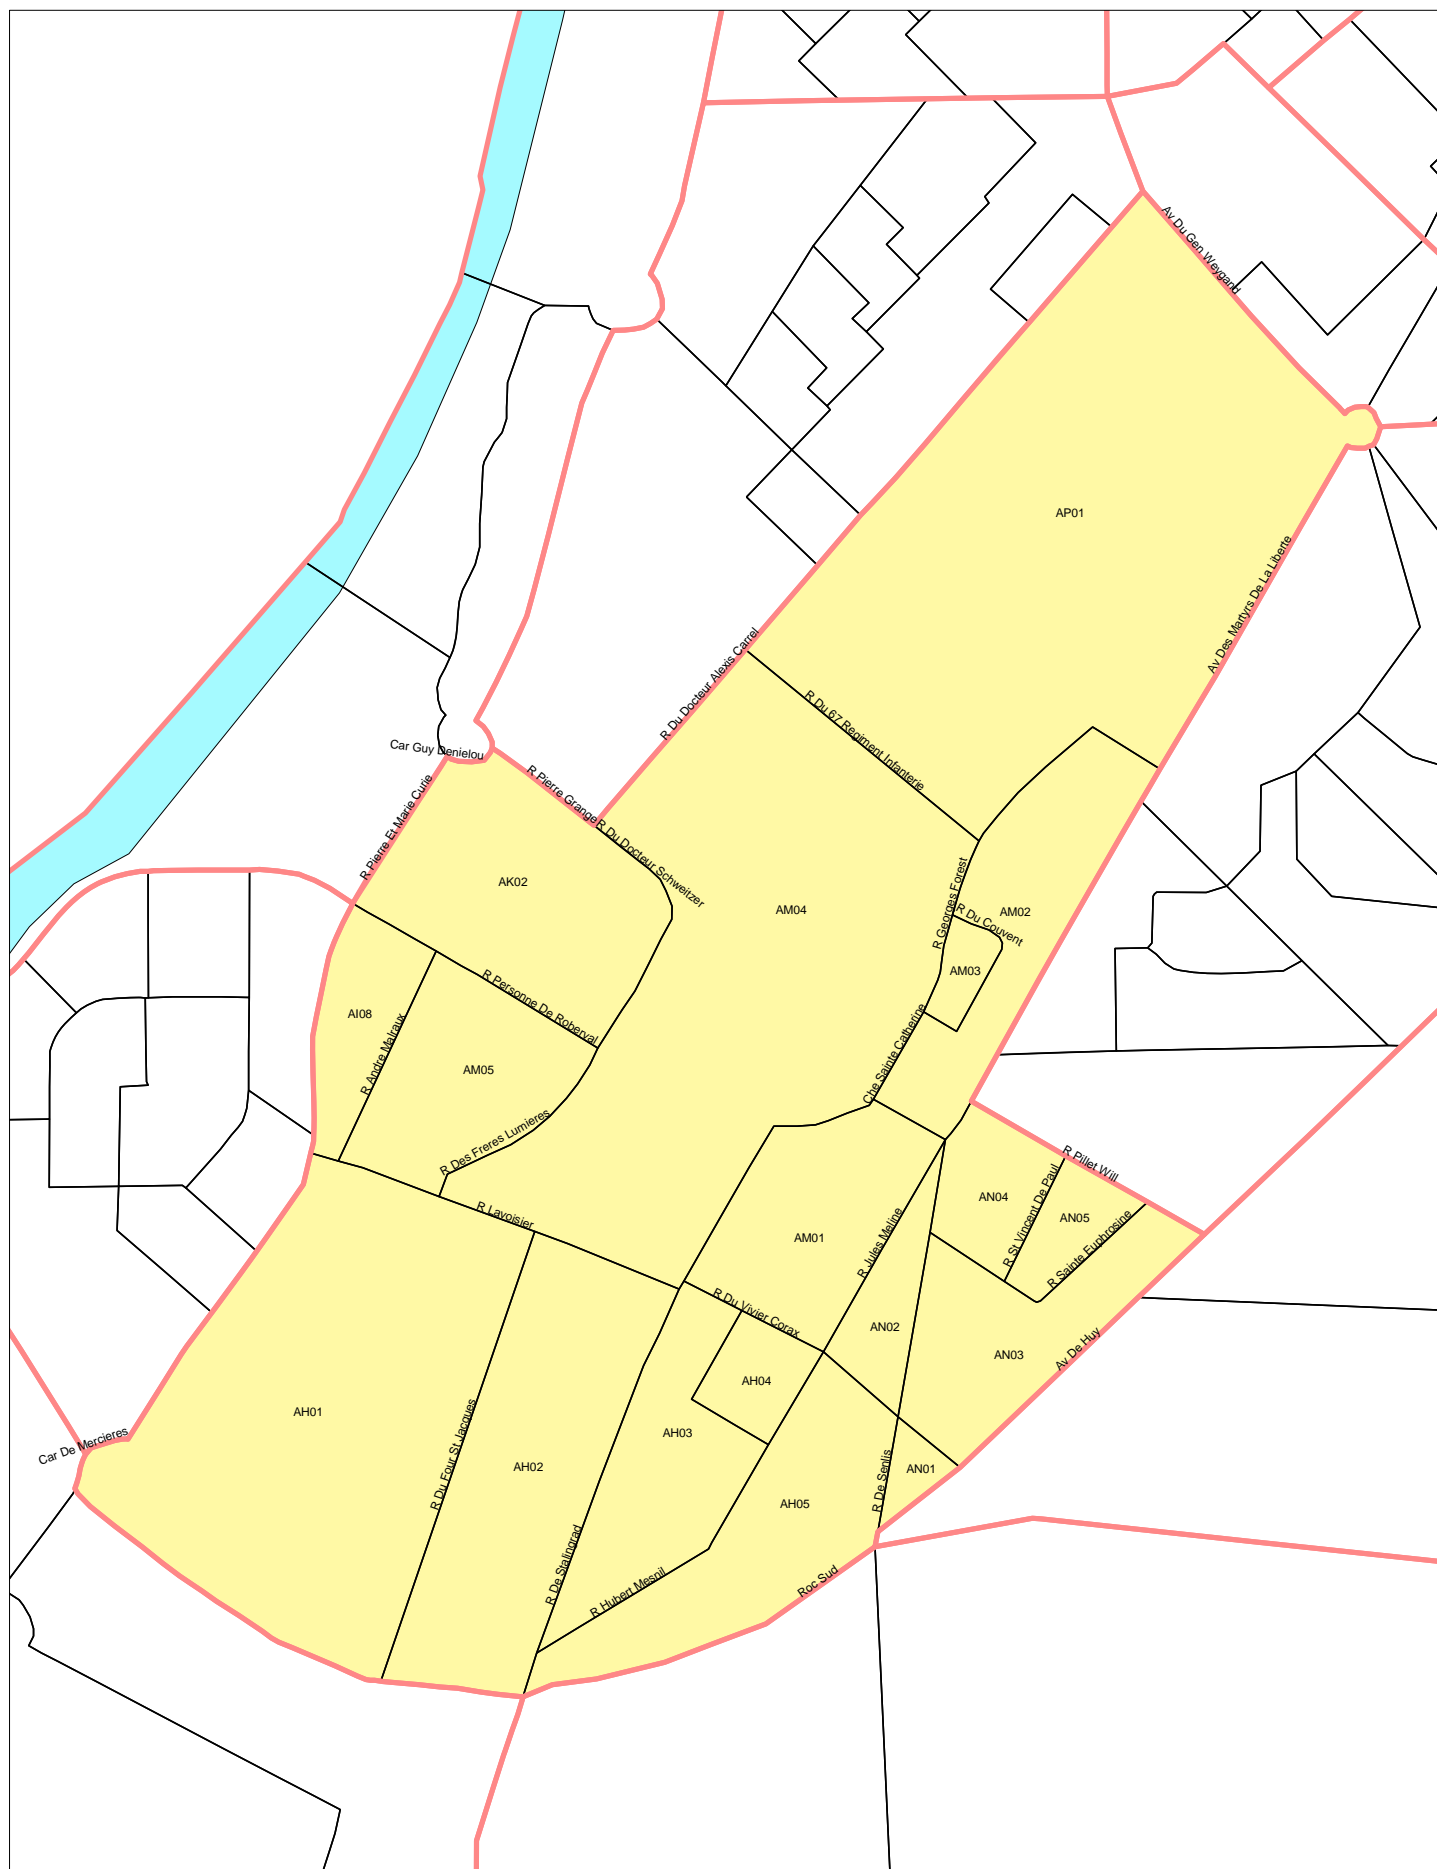 Av Du Gen Weygand
AP01
Av Des Martyrs De La Liberte
R Du Docteur Alexis Carrel
R Du 67 Regiment Infanterie
Car Guy Denielou
R Pierre Grange
R Pierre Et Marie Curie
R Du Docteur Schweitzer
AK02
AM04
R Georges Forest
AM02
R Du Couvent
AM03
R Personne De Roberval
AI08
R Andre Malraux
Che Sainte Catherine
AM05
R Des Freres Lumieres
R Pillet Will
AN04
R St Vincent De Paul
AN05
R Sainte Euphrosine
R Lavoisier
AM01
R Jules Meline
R Du Vivier Corax
AN02
AN03
Av De Huy
AH04
AH01
Car De Mercieres
AH03
R Du Four St Jacques
AH02
AN01
R De Senlis
AH05
R De Stalingrad
R Hubert Mesnil
Roc Sud